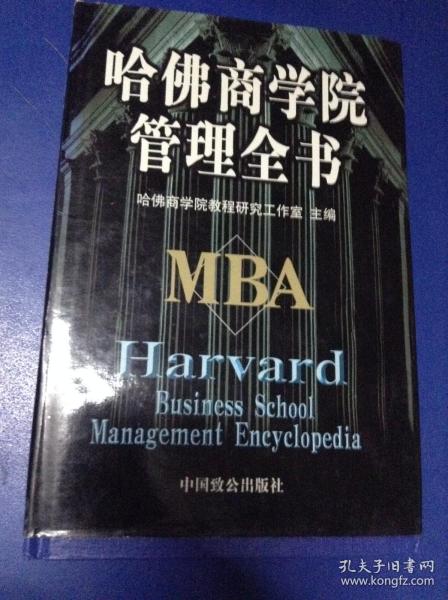 哈佛商学院
管理全书
哈佛商学院教程研究工作室 主编
MBA
Harvard
Business School
Management Encyclopedia
中国致公出版社
孔夫子旧书网
www.kongfz.com